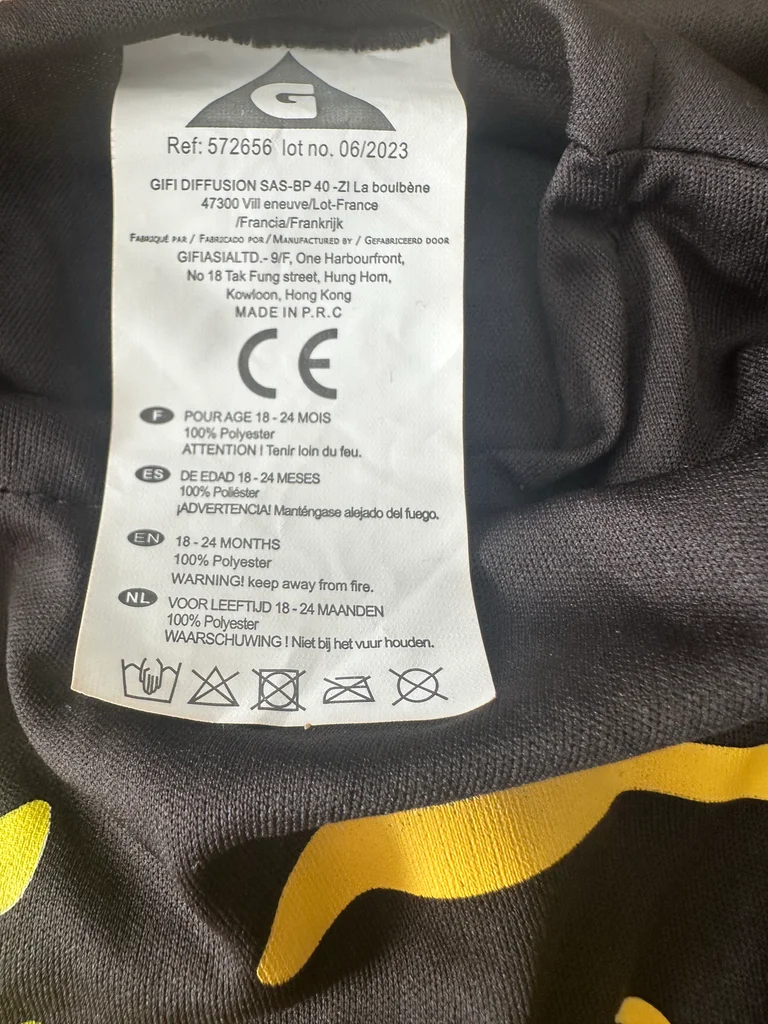 G
Ref: 572656 lot no. 06/2023
GIFI DIFFUSION SAS-BP 40 -ZI La boulbène
47300 Vill eneuve/Lot-France
/Francia/Frankrijk
Fabriqué par / Fabricado por / Manufactured by / Gefabriceerd door
GIFIASIALTD.- 9/F, One Harbourfront,
No 18 Tak Fung street, Hung Hom,
Kowloon, Hong Kong
MADE IN P.R.C
CE
F POUR AGE 18 - 24 MOIS
100% Polyester
ATTENTION ! Tenir loin du feu.
ES DE EDAD 18 - 24 MESES
100% Poliéster
¡ADVERTENCIA! Manténgase alejado del fuego.
EN 18 - 24 MONTHS
100% Polyester
WARNING! keep away from fire.
NL VOOR LEEFTIJD 18 - 24 MAANDEN
100% Polyester
WAARSCHUWING ! Niet bij het vuur houden.